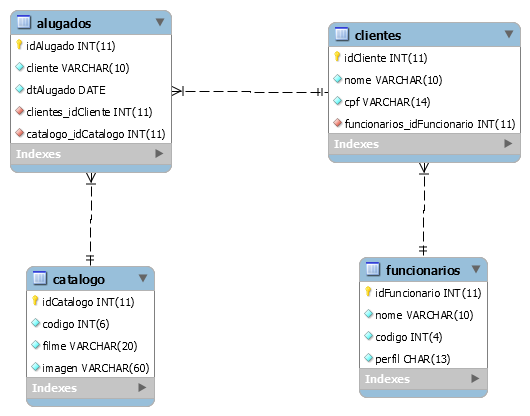 alugados
idAlugado INT(11)
cliente VARCHAR(10)
dtAlugado DATE
clientes_idCliente INT(11)
catalogo_idCatalogo INT(11)
Indexes
clientes
idCliente INT(11)
nome VARCHAR(10)
cpf VARCHAR(14)
funcionarios_idFuncionario INT(11)
Indexes
catalogo
idCatalogo INT(11)
codigo INT(6)
filme VARCHAR(20)
imagen VARCHAR(60)
Indexes
funcionarios
idFuncionario INT(11)
nome VARCHAR(10)
codigo INT(4)
perfil CHAR(13)
Indexes